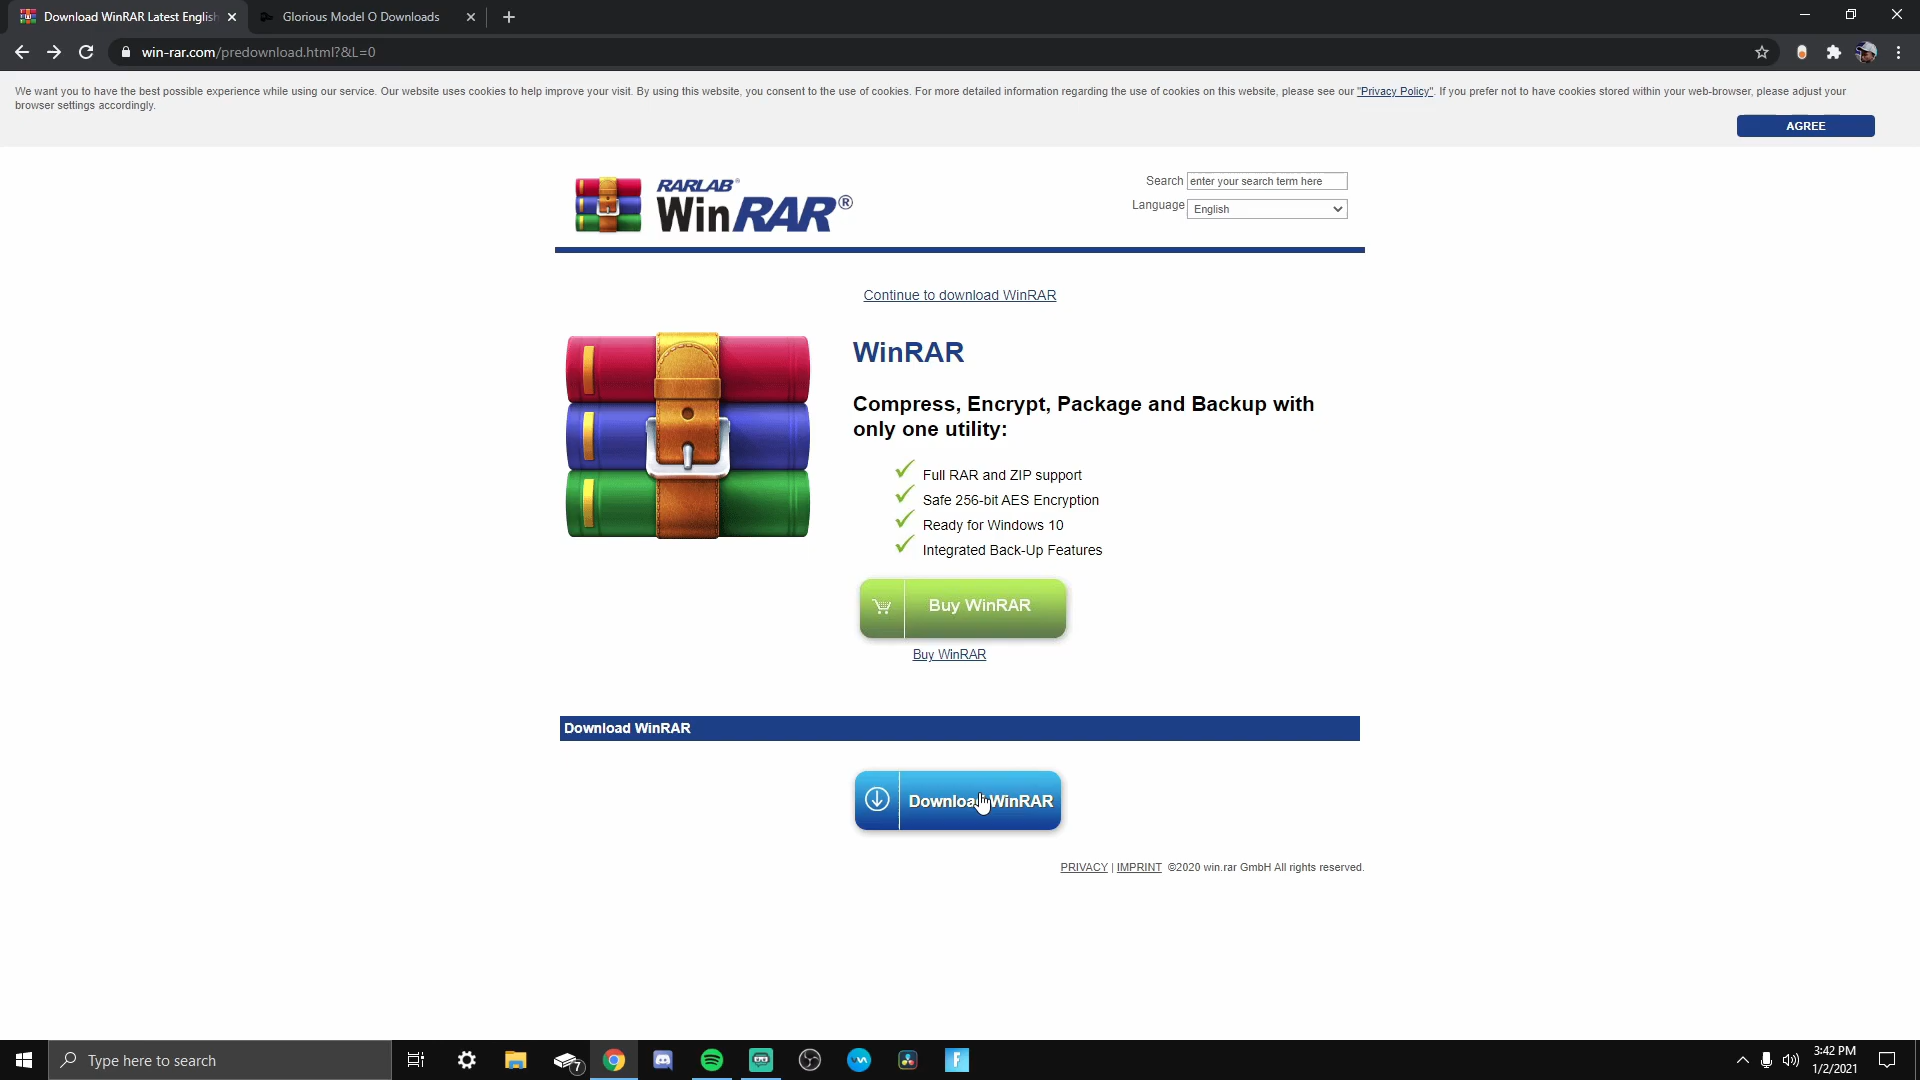 Download WinRAR Latest English
Glorious Model O Downloads
win-rar.com/predownload.html?&L=0
We want you to have the best possible experience while using our service. Our website uses cookies to help improve your visit. By using this website, you consent to the use of cookies. For more detailed information regarding the use of cookies on this website, please see our "Privacy Policy". If you prefer not to have cookies stored within your web-browser, please adjust your
browser settings accordingly.
AGREE
RARLAB®
WinRAR®
Search enter your search term here
Language English
Continue to download WinRAR
WinRAR
Compress, Encrypt, Package and Backup with
only one utility:
Full RAR and ZIP support
Safe 256-bit AES Encryption
Ready for Windows 10
Integrated Back-Up Features
Buy WinRAR
Buy WinRAR
Download WinRAR
Download WinRAR
PRIVACY | IMPRINT ©2020 win.rar GmbH All rights reserved.
Type here to search
7
F
3:42 PM
1/2/2021